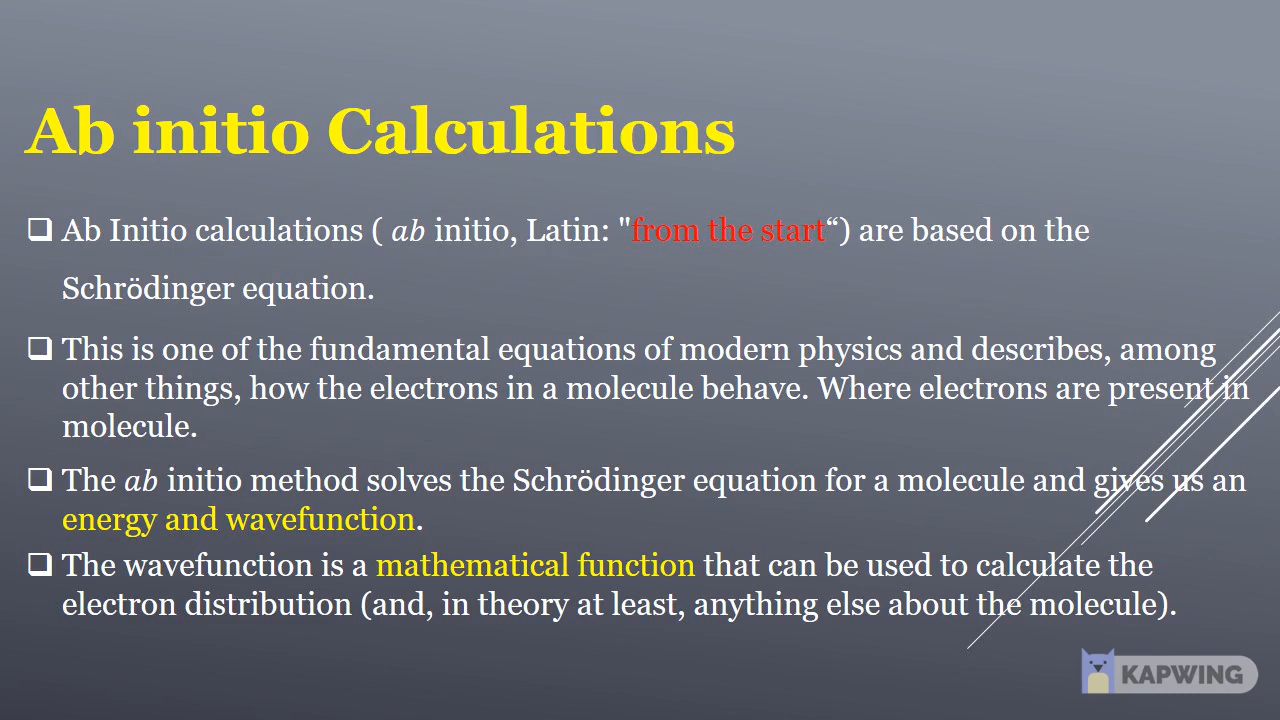 Ab initio Calculations
Ab Initio calculations ( ab initio, Latin: "from the start“) are based on the
Schrödinger equation.
This is one of the fundamental equations of modern physics and describes, among
other things, how the electrons in a molecule behave. Where electrons are present in
molecule.
The ab initio method solves the Schrödinger equation for a molecule and gives us an
energy and wavefunction.
The wavefunction is a mathematical function that can be used to calculate the
electron distribution (and, in theory at least, anything else about the molecule).
KAPWING